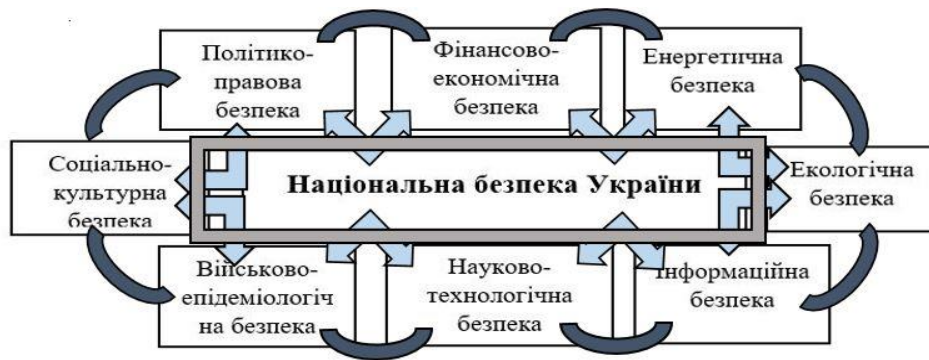 Політико-
правова
безпека
Фінансово-
економічна
безпека
Енергетична
безпека
Соціально-
культурна
безпека
Національна безпека України
Екологічна
безпека
Військово-
епідеміологіч
на безпека
Науково-
технологічна
безпека
Інформаційна
безпека